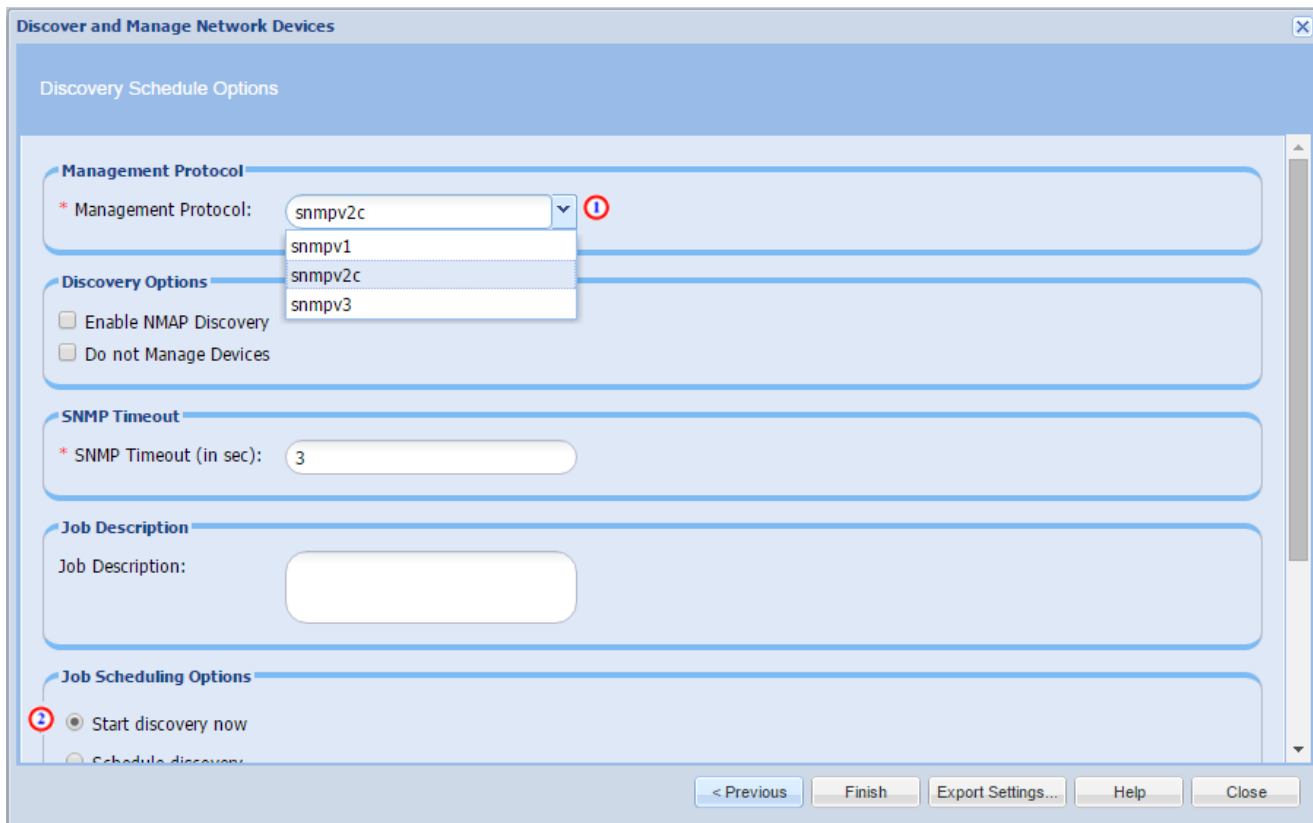 Discover and Manage Network Devices
Discovery Schedule Options
Management Protocol
* Management Protocol: snmpv2c 1
snmpv1
snmpv2c
snmpv3
Discovery Options
Enable NMAP Discovery
Do not Manage Devices
SNMP Timeout
* SNMP Timeout (in sec): 3
Job Description
Job Description:
Job Scheduling Options
2 Start discovery now
Schedule discovery
< Previous Finish Export Settings... Help Close